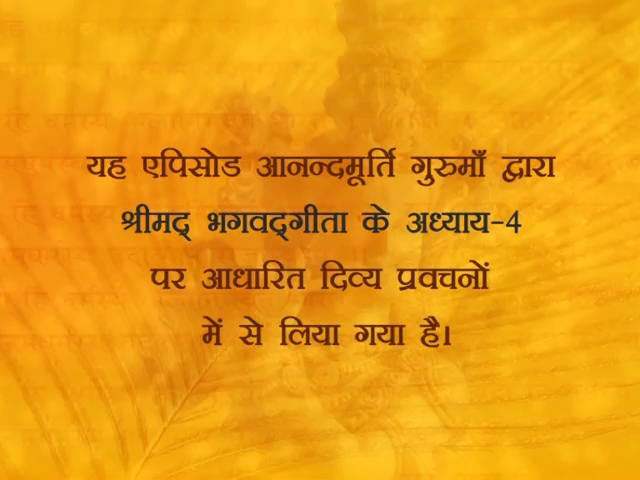 यह एपिसोड आनन्दमूर्ति गुरुमाँ द्वारा
श्रीमद् भगवद्गीता के अध्याय-4
पर आधारित दिव्य प्रवचनों
में से लिया गया है।